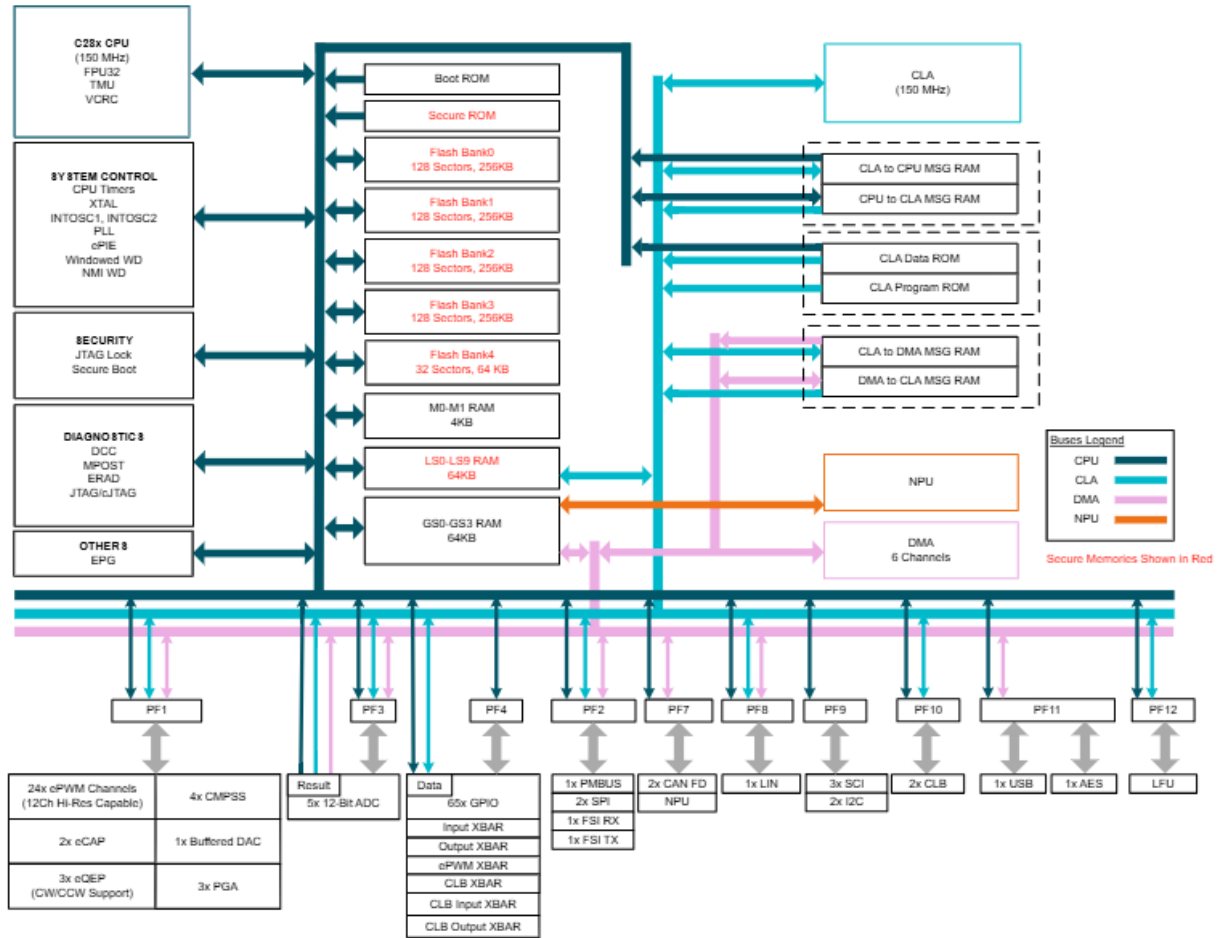 C28x CPU
(150 MHz)
FPU32
TMU
VCRC
SYSTEM CONTROL
CPU Timers
XTAL
INTOSC1, INTOSC2
PLL
ePIE
Windowed WD
NMI WD
SECURITY
JTAG Lock
Secure Boot
DIAGNOSTICS
DCC
MPOST
ERAD
JTAG/cJTAG
OTHERS
EPG
Boot ROM
Secure ROM
Flash Bank0
128 Sectors, 256KB
Flash Bank1
128 Sectors, 256KB
Flash Bank2
128 Sectors, 256KB
Flash Bank3
128 Sectors, 256KB
Flash Bank4
32 Sectors, 64 KB
M0-M1 RAM
4KB
LS0-LS9 RAM
64KB
GS0-GS3 RAM
64KB
CLA
(150 MHz)
CLA to CPU MSG RAM
CPU to CLA MSG RAM
CLA Data ROM
CLA Program ROM
CLA to DMA MSG RAM
DMA to CLA MSG RAM
NPU
DMA
6 Channels
Buses Legend
CPU
CLA
DMA
NPU
Secure Memories Shown in Red
PF1
PF3
PF4
PF2
PF7
PF8
PF9
PF10
PF11
PF12
24x ePWM Channels
(12Ch Hi-Res Capable)
4x CMPSS
2x eCAP
1x Buffered DAC
3x eQEP
(CW/CCW Support)
3x PGA
Result
5x 12-Bit ADC
Data
65x GPIO
Input XBAR
Output XBAR
ePWM XBAR
CLB XBAR
CLB Input XBAR
CLB Output XBAR
1x PMBUS
2x SPI
1x FSI RX
1x FSI TX
2x CAN FD
NPU
1x LIN
3x SCI
2x I2C
2x CLB
1x USB
1x AES
LFU